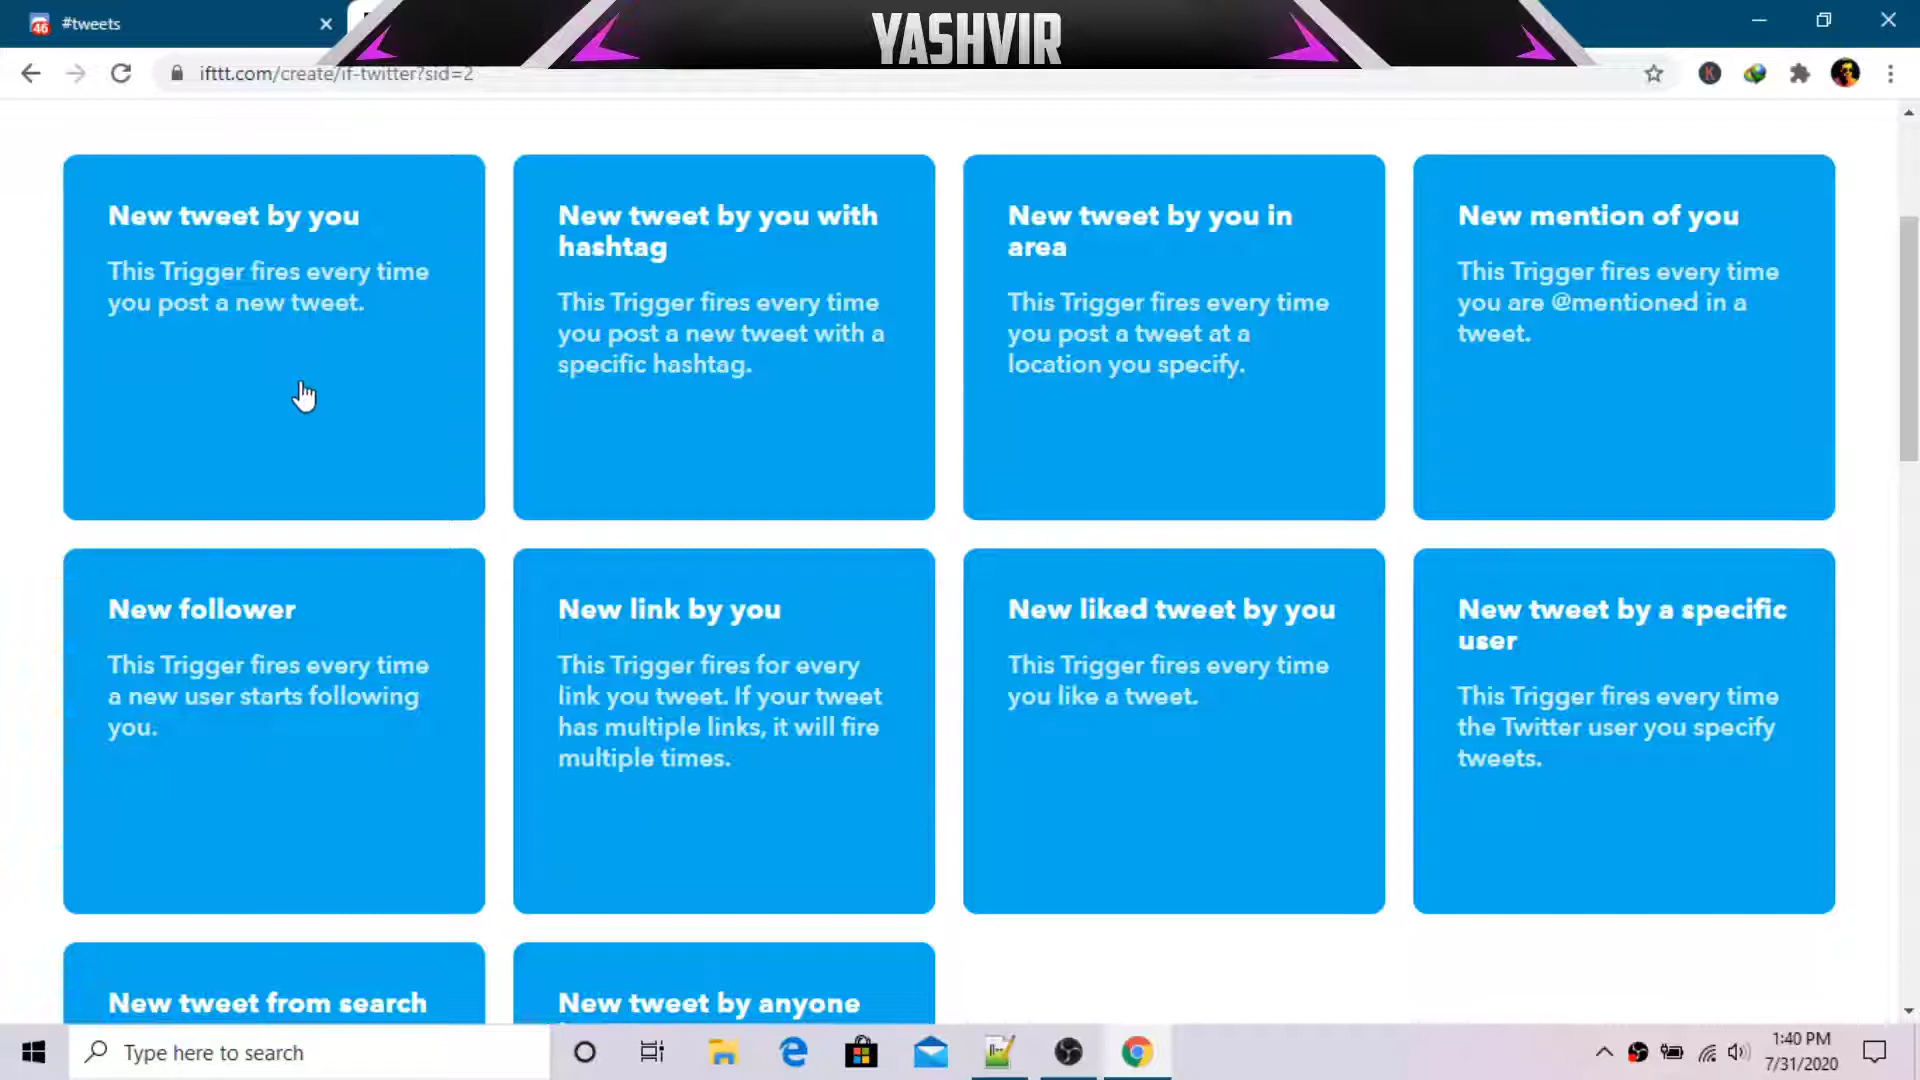 46
#tweets
YASHVIR
ifttt.com/create/if-twitter?sid=2
K
New tweet by you
This Trigger fires every time
you post a new tweet.
New tweet by you with
hashtag
This Trigger fires every time
you post a new tweet with a
specific hashtag.
New tweet by you in
area
This Trigger fires every time
you post a tweet at a
location you specify.
New mention of you
This Trigger fires every time
you are @mentioned in a
tweet.
New follower
This Trigger fires every time
a new user starts following
you.
New link by you
This Trigger fires for every
link you tweet. If your tweet
has multiple links, it will fire
multiple times.
New liked tweet by you
This Trigger fires every time
you like a tweet.
New tweet by a specific
user
This Trigger fires every time
the Twitter user you specify
tweets.
New tweet from search
New tweet by anyone
Type here to search
1:40 PM
7/31/2020